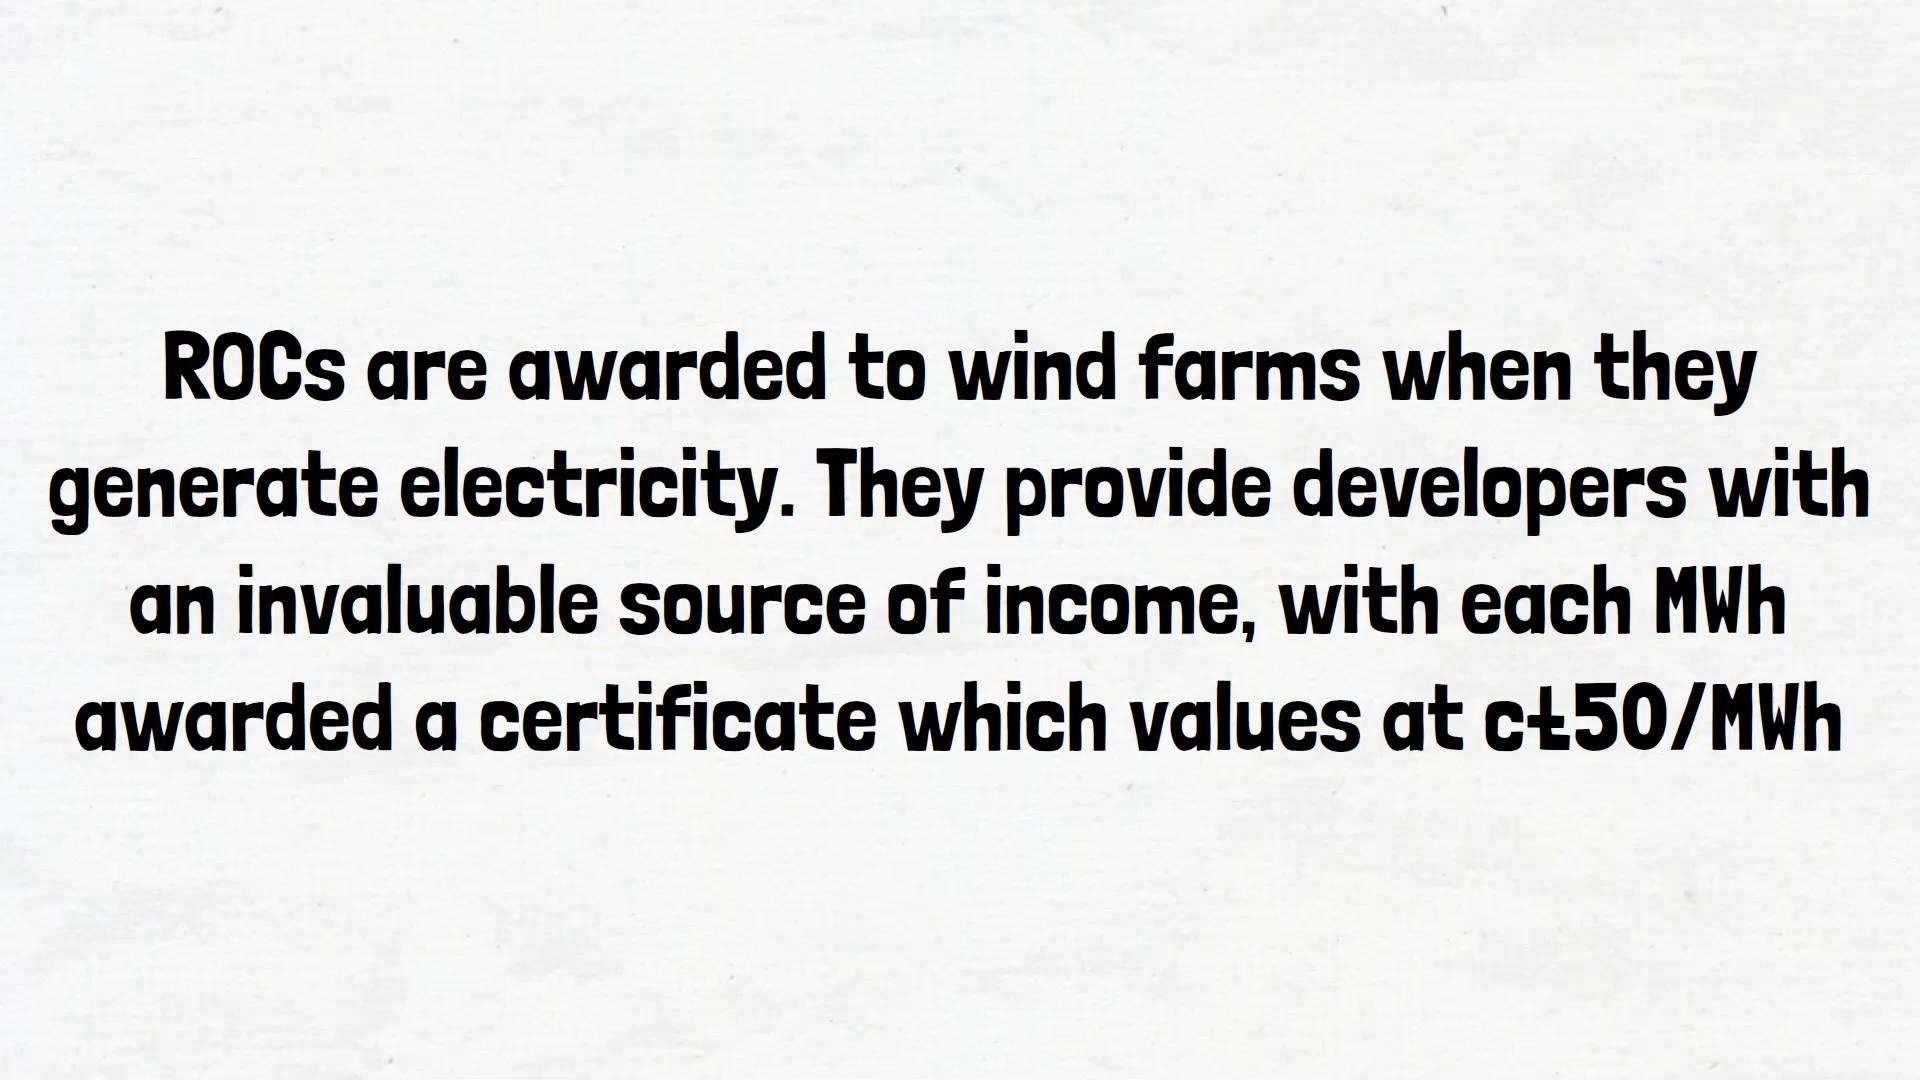 ROCs are awarded to wind farms when they
generate electricity. They provide developers with
an invaluable source of income, with each MWh
awarded a certificate which values at c£50/MWh